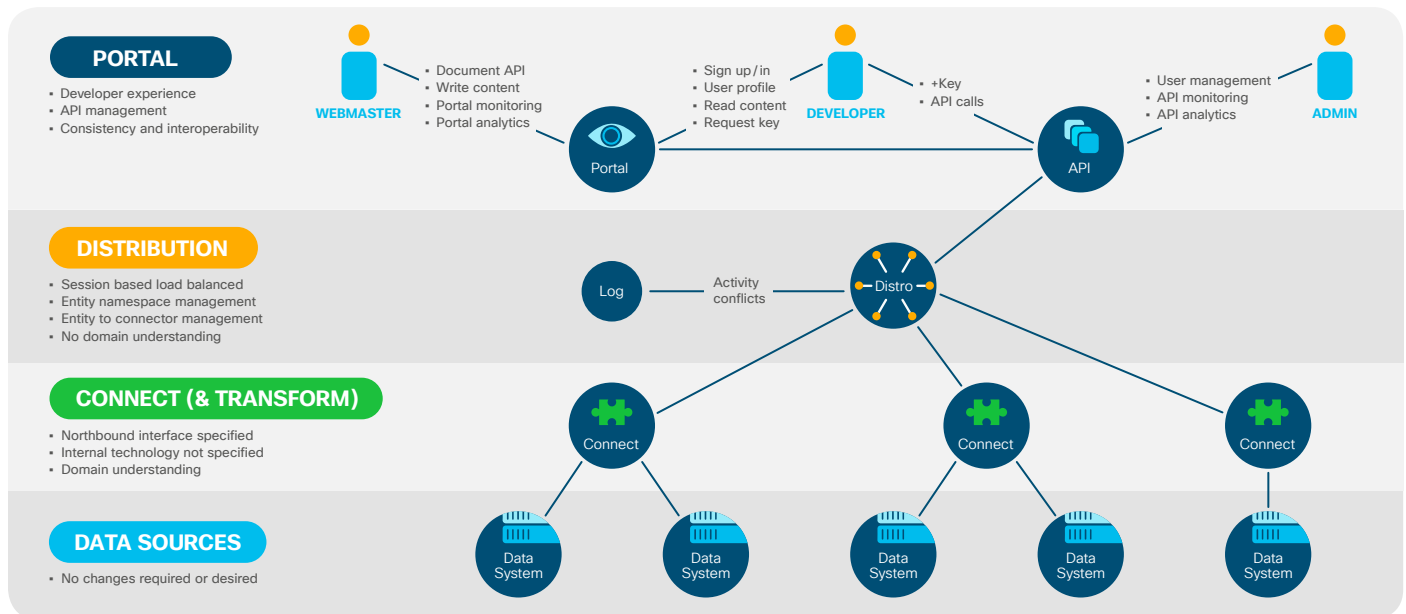 PORTAL
▪ Developer experience
▪ API management
▪ Consistency and interoperability
WEBMASTER
▪ Document API
▪ Write content
▪ Portal monitoring
▪ Portal analytics
Portal
▪ Sign up/in
▪ User profile
▪ Read content
▪ Request key
DEVELOPER
▪ +Key
▪ API calls
API
▪ User management
▪ API monitoring
▪ API analytics
ADMIN
DISTRIBUTION
▪ Session based load balanced
▪ Entity namespace management
▪ Entity to connector management
▪ No domain understanding
Log
Activity
conflicts
Distro
CONNECT (& TRANSFORM)
▪ Northbound interface specified
▪ Internal technology not specified
▪ Domain understanding
Connect
Connect
Connect
DATA SOURCES
▪ No changes required or desired
Data
System
Data
System
Data
System
Data
System
Data
System